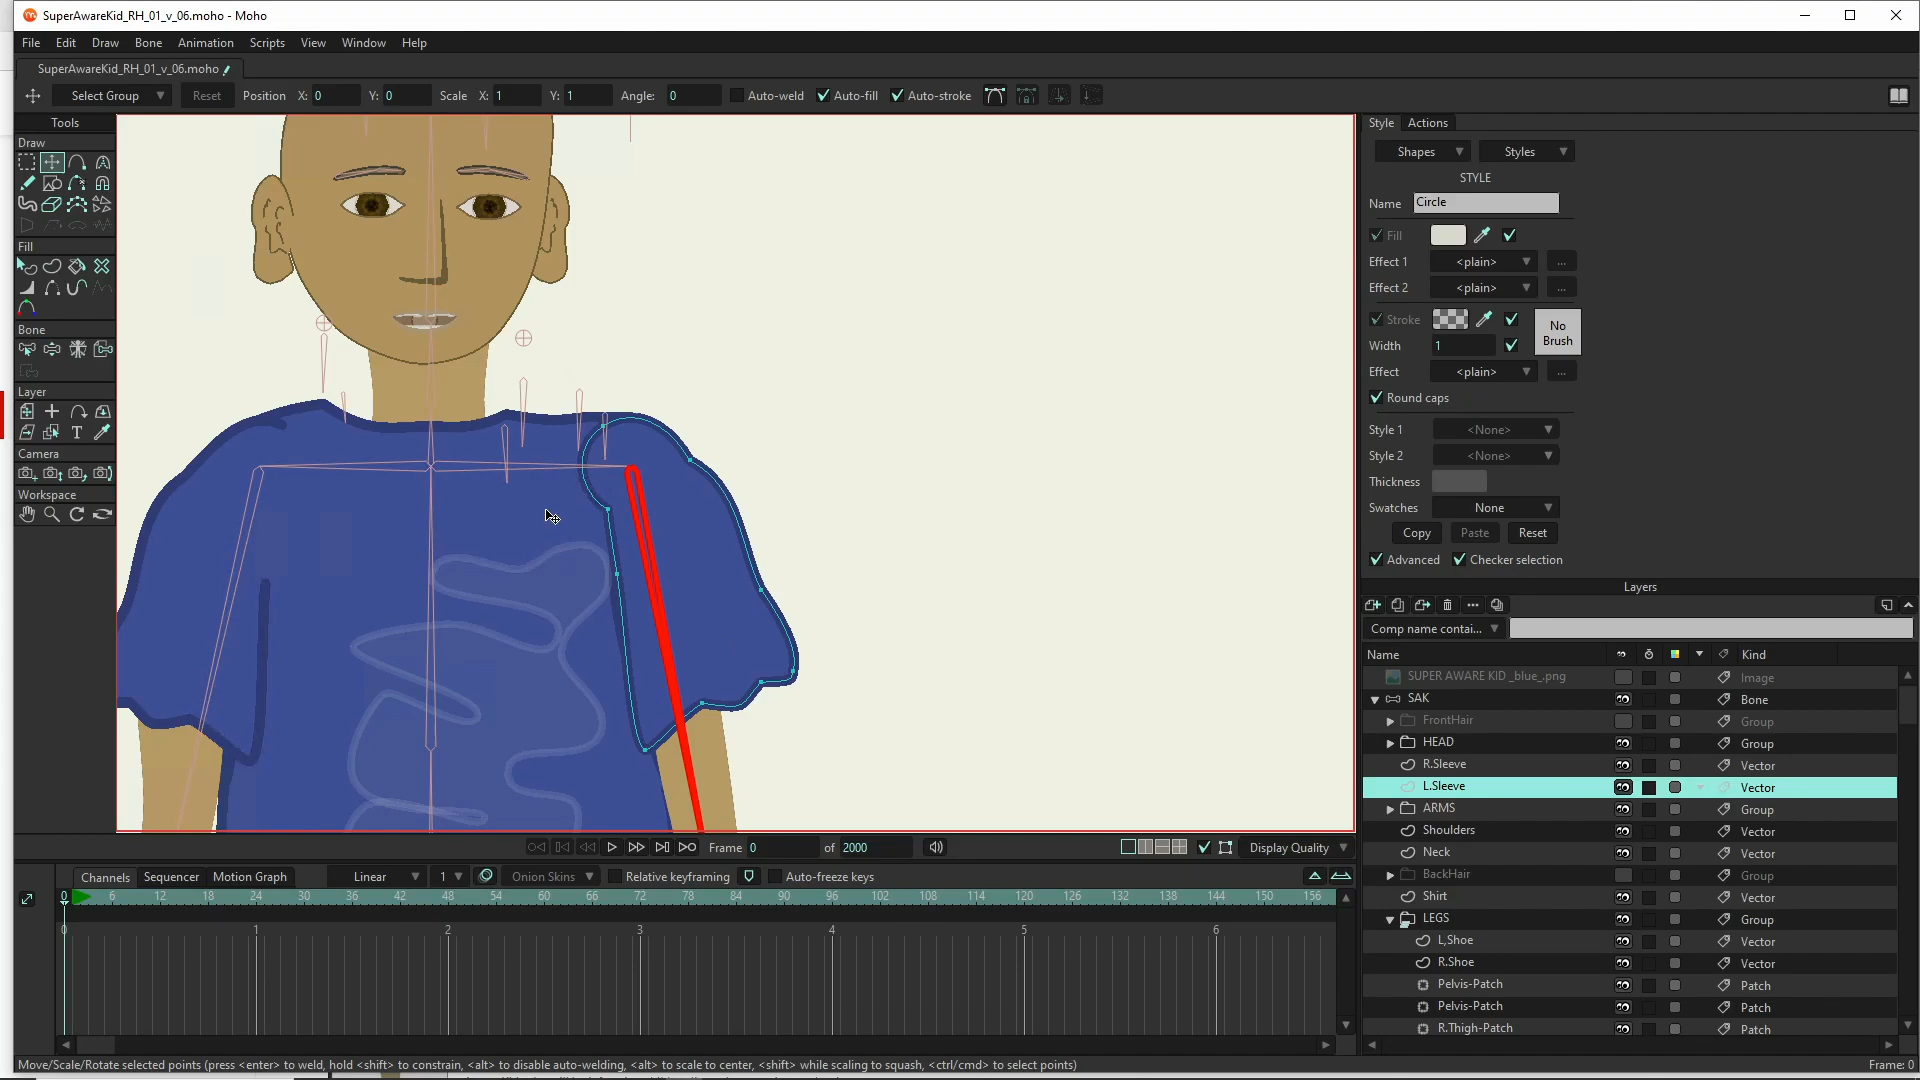 SuperAwareKid_RH_01_v_06.moho - Moho
File Edit Draw Bone Animation Scripts View Window Help
SuperAwareKid_RH_01_v_06.moho
Select Group Reset Position X: 0 Y: 0 Scale X: 1 Y: 1 Angle: 0 Auto-weld Auto-fill Auto-stroke
Tools
Draw
Fill
Bone
Layer
Camera
Workspace
Style Actions
Shapes Styles
STYLE
Name Circle
Fill
Effect 1 <plain> ...
Effect 2 <plain> ...
Stroke
No Brush
Width 1
Effect <plain> ...
Round caps
Style 1 <None>
Style 2 <None>
Thickness
Swatches None
Copy Paste Reset
Advanced Checker selection
Layers
Comp name contai...
Name Kind
SUPER AWARE KID _blue_.png Image
SAK Bone
FrontHair Group
HEAD Group
R.Sleeve Vector
L.Sleeve Vector
ARMS Group
Shoulders Vector
Neck Vector
BackHair Group
Shirt Vector
LEGS Group
L,Shoe Vector
R.Shoe Vector
Pelvis-Patch Patch
Pelvis-Patch Patch
R.Thigh-Patch Patch
Frame 0 of 2000 Display Quality
Channels Sequencer Motion Graph Linear 1 Onion Skins Relative keyframing Auto-freeze keys
0 6 12 18 24 30 36 42 48 54 60 66 72 78 84 90 96 102 108 114 120 126 132 138 144 150 156
0 1 2 3 4 5 6
Move/Scale/Rotate selected points (press <enter> to weld, hold <shift> to constrain, <alt> to disable auto-welding, <alt> to scale to center, <shift> while scaling to squash, <ctrl/cmd> to select points) Frame: 0